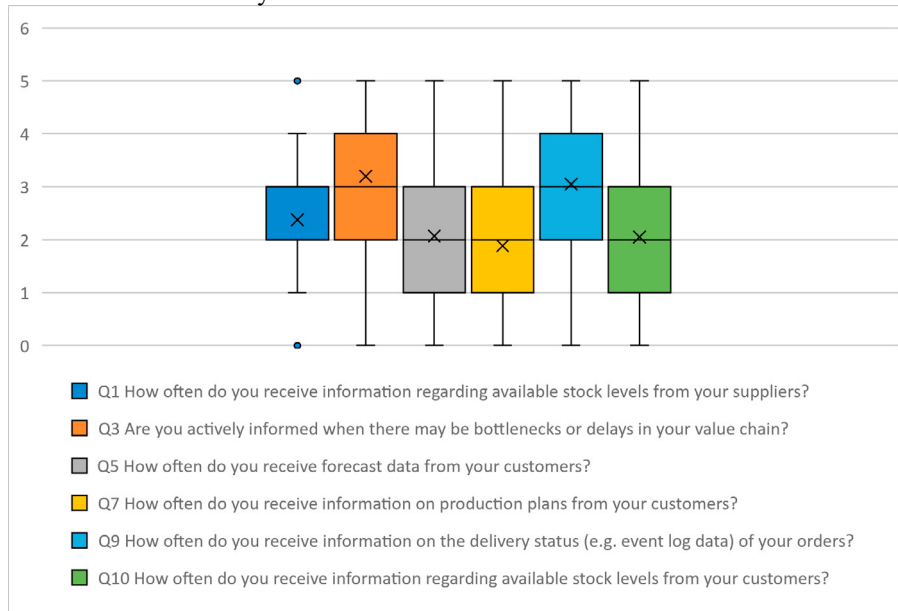 6
5
4
3
2
1
0
Q1 How often do you receive information regarding available stock levels from your suppliers?
Q3 Are you actively informed when there may be bottlenecks or delays in your value chain?
Q5 How often do you receive forecast data from your customers?
Q7 How often do you receive information on production plans from your customers?
Q9 How often do you receive information on the delivery status (e.g. event log data) of your orders?
Q10 How often do you receive information regarding available stock levels from your customers?